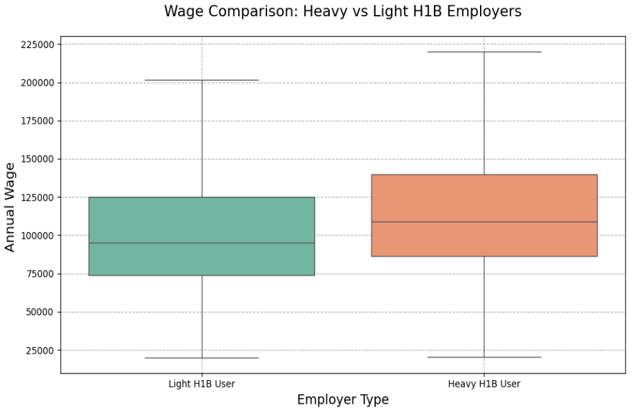 Wage Comparison: Heavy vs Light H1B Employers
225000
200000
175000
150000
125000
100000
75000
50000
25000
Annual Wage
Light H1B User
Heavy H1B User
Employer Type